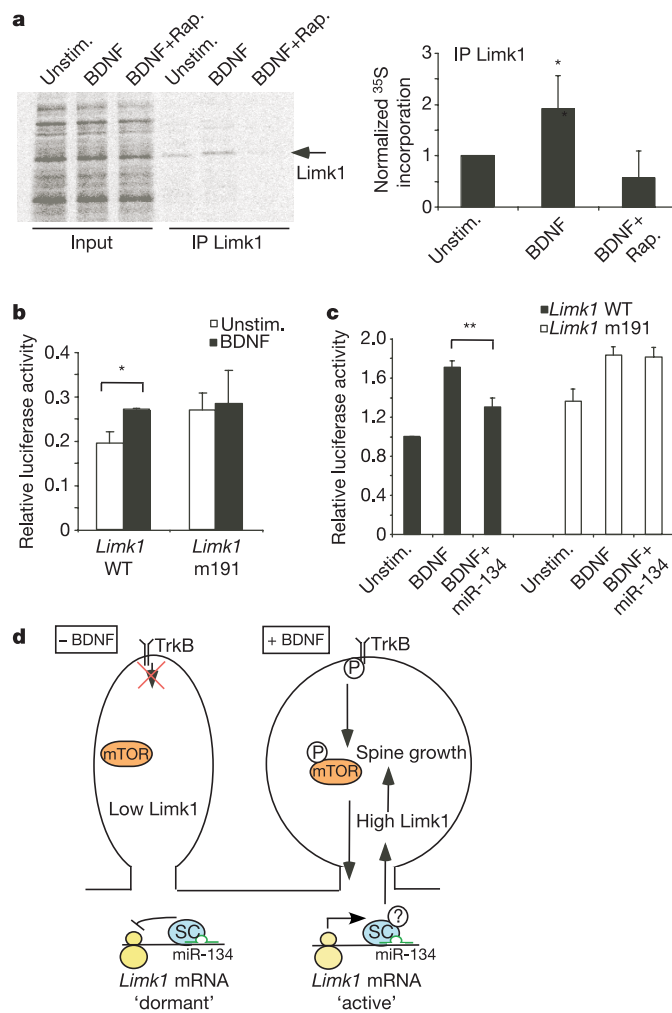 a
Unstim.
BDNF
BDNF+Rap.
Unstim.
BDNF
BDNF+Rap.
Limk1
Input
IP Limk1
IP Limk1
Normalized ³⁵S
incorporation
3
2
1
0
*
*
Unstim.
BDNF
BDNF+
Rap.
b
Unstim.
BDNF
Relative luciferase activity
0.4
0.3
0.2
0.1
0
*
Limk1
WT
Limk1
m191
c
Limk1 WT
Limk1 m191
Relative luciferase activity
2.0
1.6
1.2
0.8
0.4
0
**
Unstim.
BDNF
BDNF+
miR-134
Unstim.
BDNF
BDNF+
miR-134
d
– BDNF
TrkB
mTOR
Low Limk1
SC
miR-134
Limk1 mRNA
'dormant'
+ BDNF
TrkB
P
P
mTOR
Spine growth
High Limk1
SC
?
miR-134
Limk1 mRNA
'active'